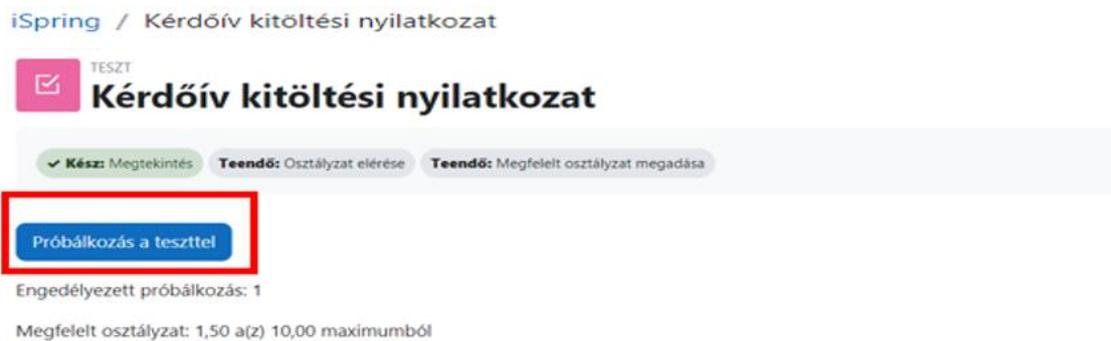 iSpring / Kérdőív kitöltési nyilatkozat
TESZT
Kérdőív kitöltési nyilatkozat
✓ Kész: Megtekintés Teendő: Osztályzat elérése Teendő: Megfelelt osztályzat megadása
Próbálkozás a teszttel
Engedélyezett próbálkozás: 1
Megfelelt osztályzat: 1,50 a(z) 10,00 maximumból